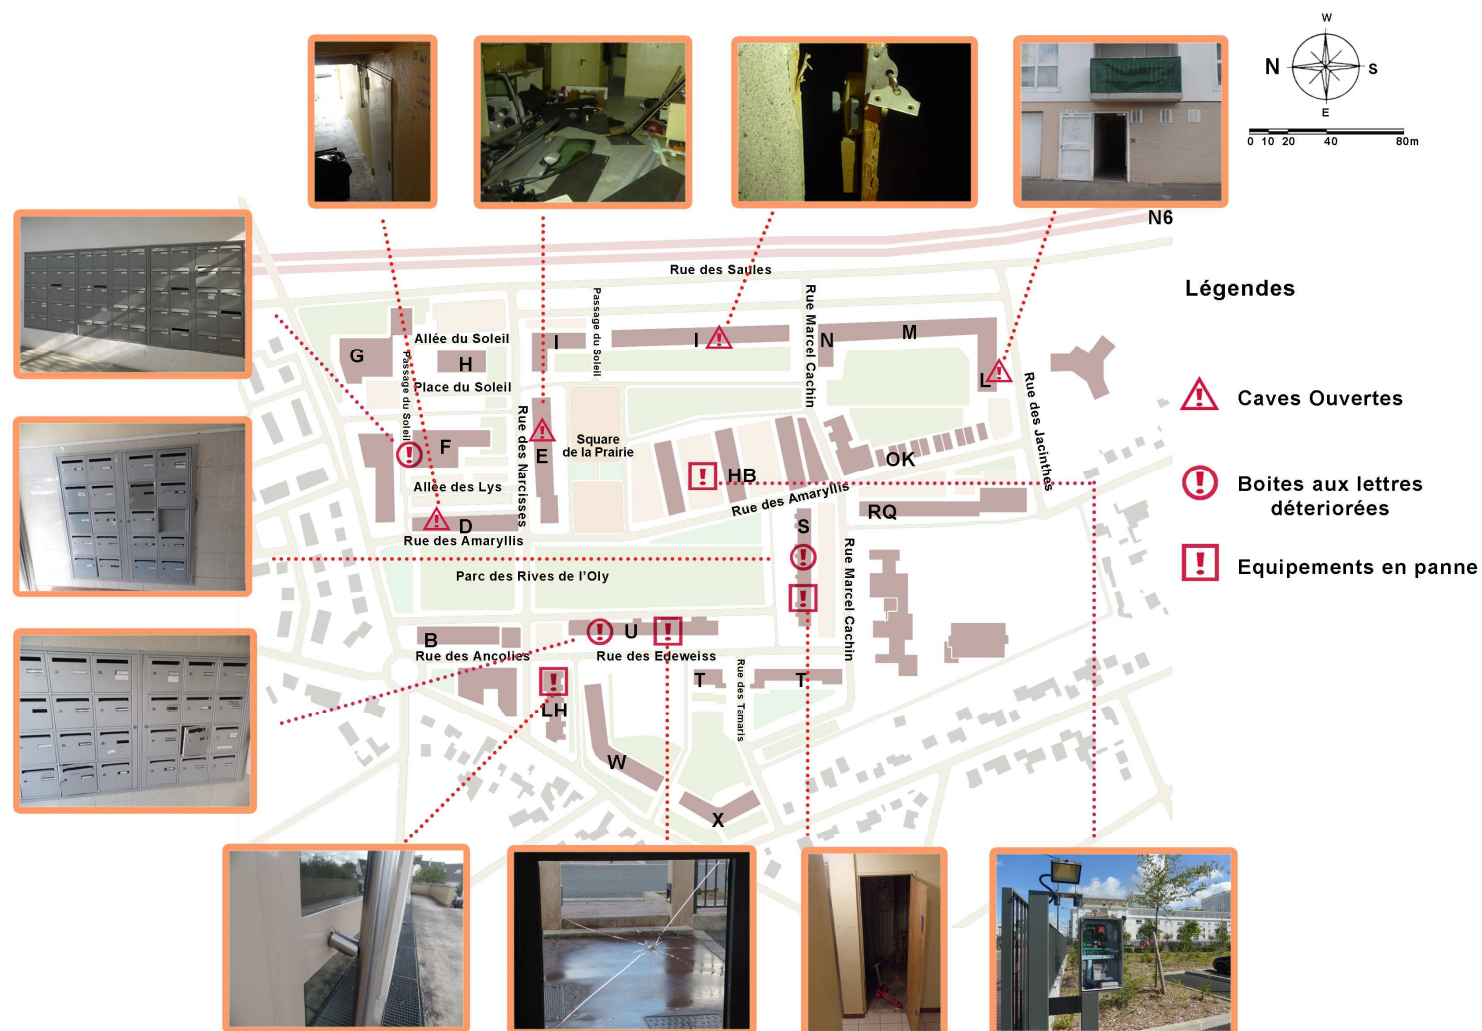 W
N
S
E
0 10 20 40 80m
N6
Rue des Saules
Légendes
Passage du Soleil
Rue Marcel Cachin
Allée du Soleil
I
I
N
M
G
H
Place du Soleil
L
Passage du Soleil
Rue des Jacinthes
Caves Ouvertes
Rue des Narcisses
Square
de la Prairie
F
E
HB
OK
Allée des Lys
Rue des Amaryllis
Boites aux lettres
déteriorées
D
RQ
S
Rue des Amaryllis
Rue Marcel Cachin
Equipements en panne
Parc des Rives de l'Oly
B
U
Rue des Ancolies
Rue des Edeweiss
T
T
Rue des Tamaris
LH
W
X